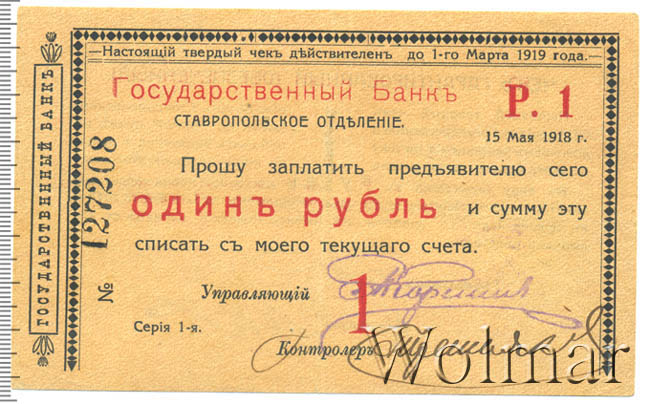 —Настоящій твердый чек дѣйствителенъ до 1-го Марта 1919 года.—
Государственный Банкъ
Р. 1
СТАВРОПОЛЬСКОЕ ОТДѢЛЕНІЕ.
15 Мая 1918 г.
Прошу заплатить предъявителю сего
ОДИНЪ РУБЛЬ и сумму эту
списать съ моего текущаго счета.
Управляющій
1
Серія 1-я.
Контролеръ
ГОСУДАРСТВЕННЫЙ БАНКЪ
№ 127208
Wolmar